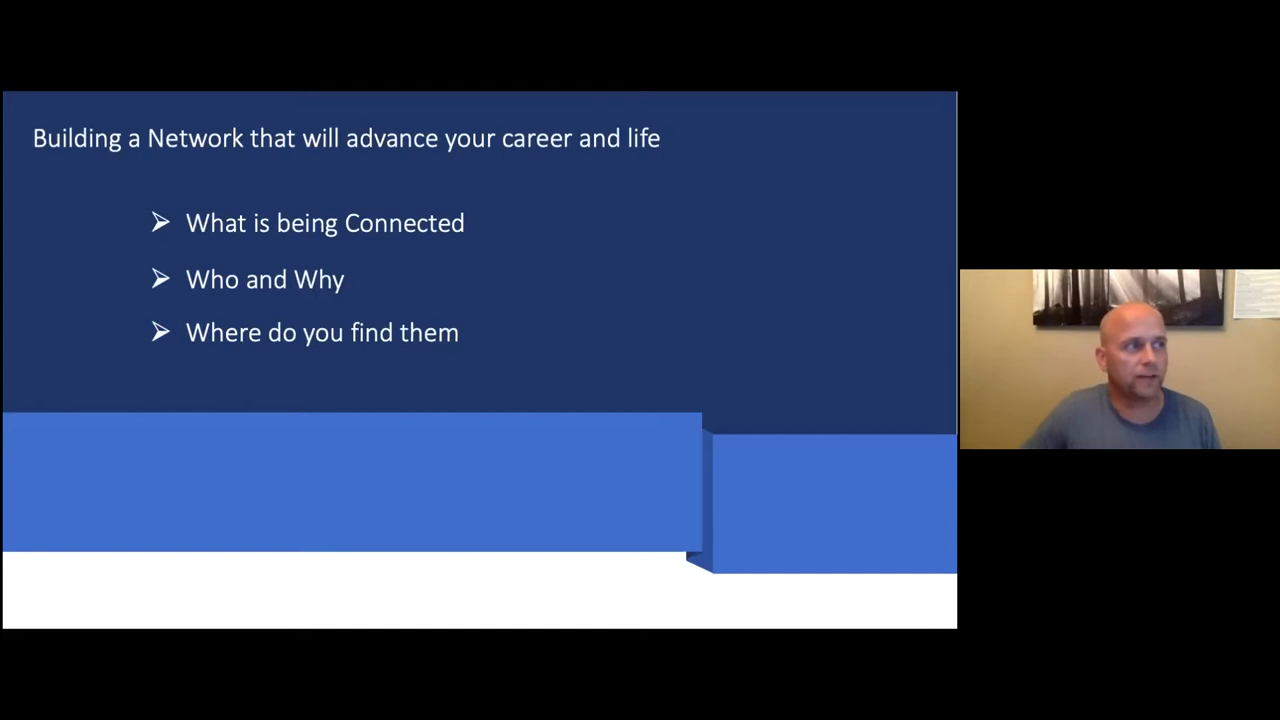 Building a Network that will advance your career and life
➢ What is being Connected
➢ Who and Why
➢ Where do you find them